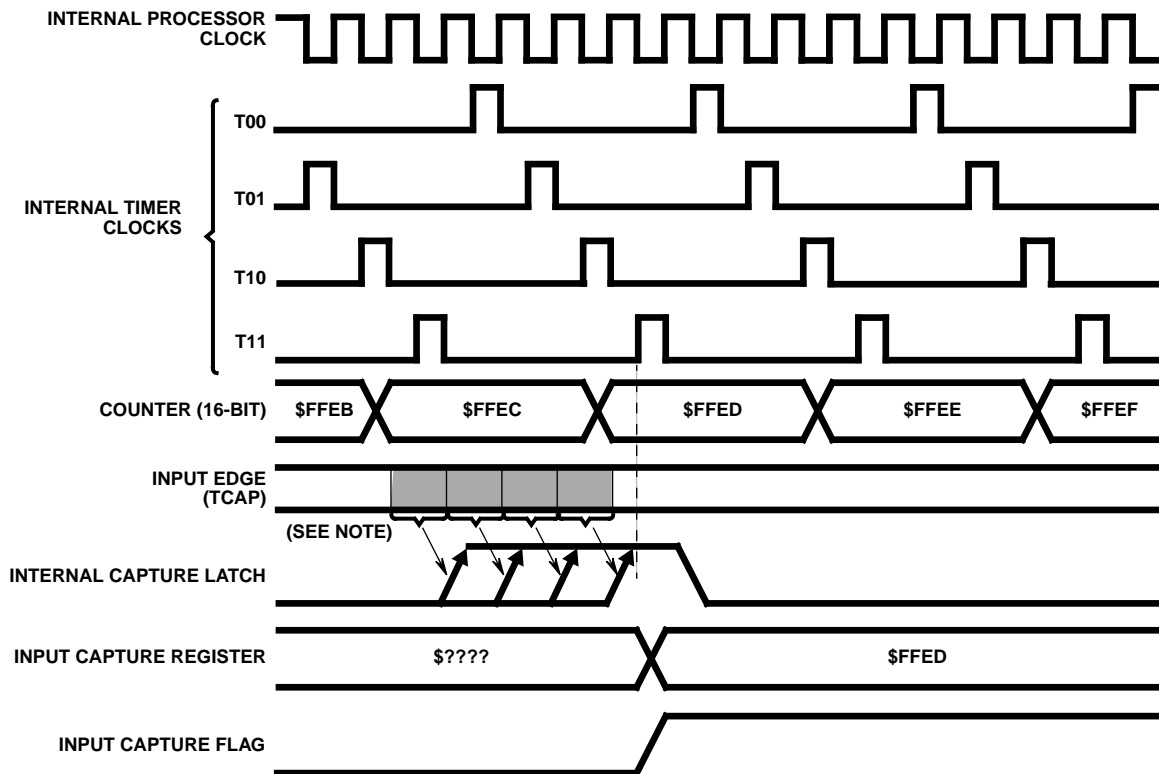 INTERNAL PROCESSOR
CLOCK
T00
T01
INTERNAL TIMER
CLOCKS
T10
T11
COUNTER (16-BIT)
$FFEB
$FFEC
$FFED
$FFEE
$FFEF
INPUT EDGE
(TCAP)
(SEE NOTE)
INTERNAL CAPTURE LATCH
INPUT CAPTURE REGISTER
$????
$FFED
INPUT CAPTURE FLAG